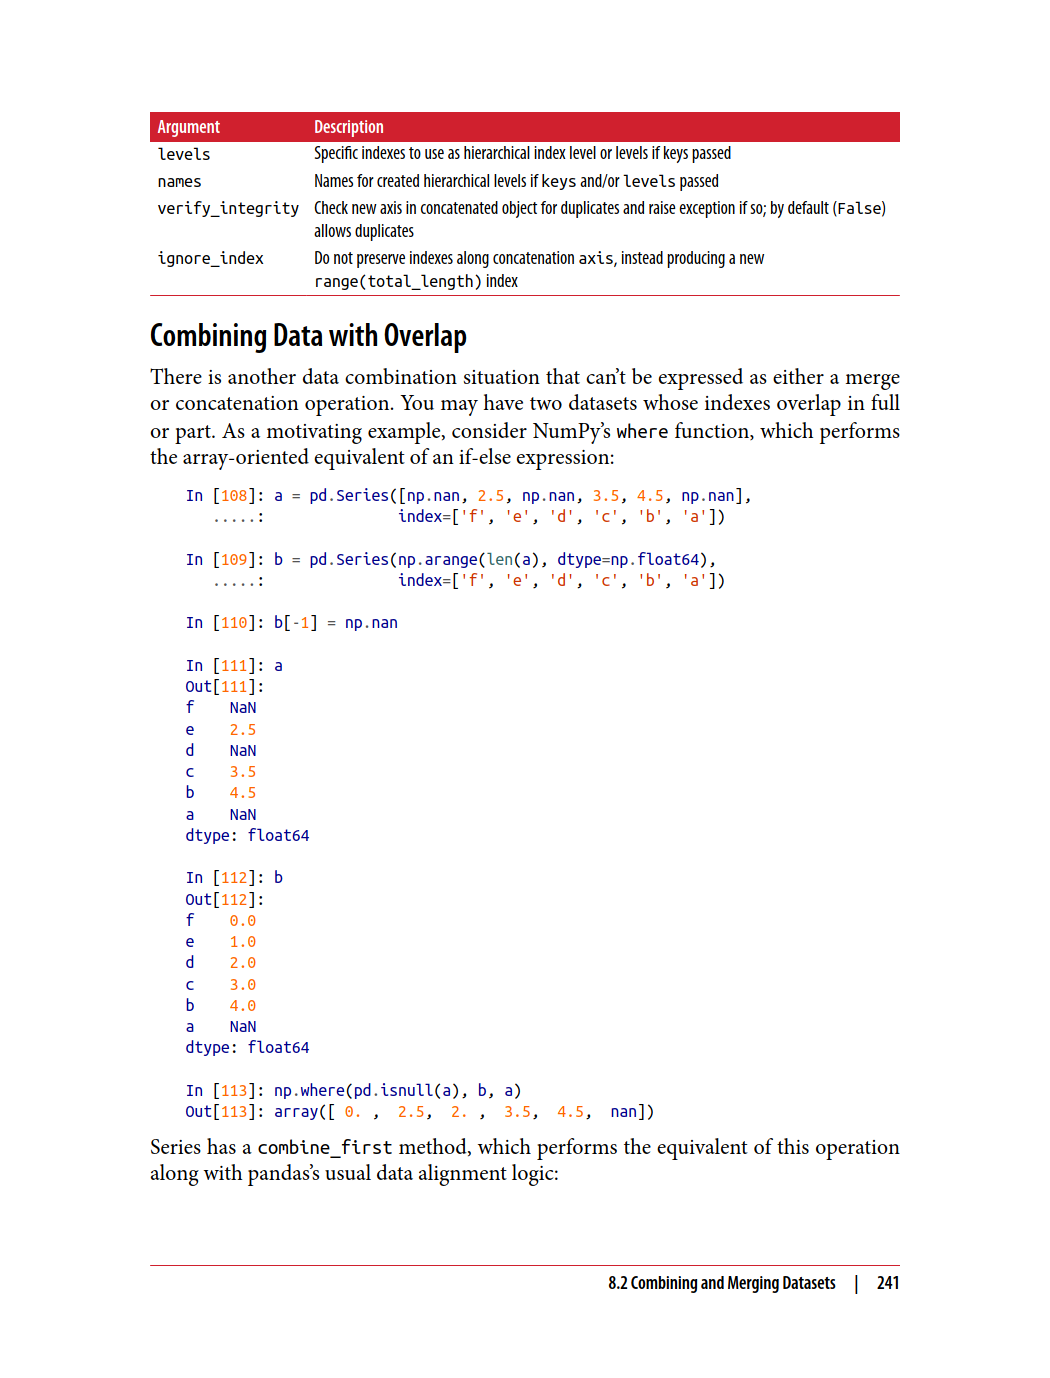 Argument Description
levels Specific indexes to use as hierarchical index level or levels if keys passed
names Names for created hierarchical levels if keys and/or levels passed
verify_integrity Check new axis in concatenated object for duplicates and raise exception if so; by default (False)
allows duplicates
ignore_index Do not preserve indexes along concatenation axis, instead producing a new
range(total_length) index
Combining Data with Overlap
There is another data combination situation that can’t be expressed as either a merge
or concatenation operation. You may have two datasets whose indexes overlap in full
or part. As a motivating example, consider NumPy’s where function, which performs
the array-oriented equivalent of an if-else expression:
In [108]: a = pd.Series([np.nan, 2.5, np.nan, 3.5, 4.5, np.nan],
.....: index=['f', 'e', 'd', 'c', 'b', 'a'])
In [109]: b = pd.Series(np.arange(len(a), dtype=np.float64),
.....: index=['f', 'e', 'd', 'c', 'b', 'a'])
In [110]: b[-1] = np.nan
In [111]: a
Out[111]:
f NaN
e 2.5
d NaN
c 3.5
b 4.5
a NaN
dtype: float64
In [112]: b
Out[112]:
f 0.0
e 1.0
d 2.0
c 3.0
b 4.0
a NaN
dtype: float64
In [113]: np.where(pd.isnull(a), b, a)
Out[113]: array([ 0. , 2.5, 2. , 3.5, 4.5, nan])
Series has a combine_first method, which performs the equivalent of this operation
along with pandas’s usual data alignment logic:
8.2 Combining and Merging Datasets | 241